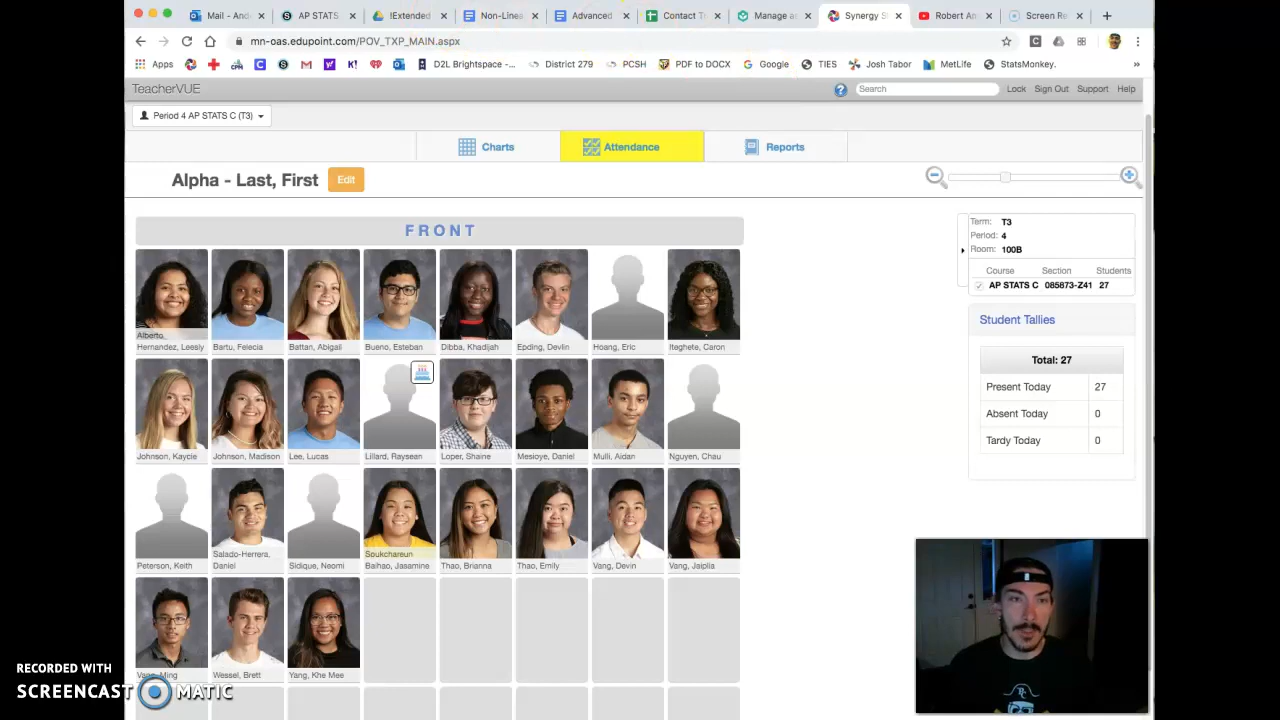 Mail - And
AP STATS
!Extended
Non-Linea
Advanced
Contact T
Manage a
Synergy S
Robert An
Screen Re
mn-oas.edupoint.com/POV_TXP_MAIN.aspx
Apps
D2L Brightspace -...
District 279
PCSH
PDF to DOCX
Google
TIES
Josh Tabor
MetLife
StatsMonkey.
»
TeacherVUE
Search
Lock
Sign Out
Support
Help
Period 4 AP STATS C (T3)
Charts
Attendance
Reports
Alpha - Last, First
Edit
FRONT
Term: T3
Period: 4
Room: 100B
Course Section Students
AP STATS C 085873-Z41 27
Student Tallies
Total: 27
Present Today 27
Absent Today 0
Tardy Today 0
Alberto
Hernandez, Leesly
Bartu, Felecia
Battan, Abigail
Bueno, Esteban
Dibba, Khadijah
Epding, Devlin
Hoang, Eric
Iteghete, Caron
Johnson, Kaycie
Johnson, Madison
Lee, Lucas
Lillard, Raysean
Loper, Shaine
Mesioye, Daniel
Mulli, Aidan
Nguyen, Chau
Peterson, Keith
Salado-Herrera,
Daniel
Sidique, Neomi
Soukchareun
Baihao, Jasamine
Thao, Brianna
Thao, Emily
Vang, Devin
Vang, Jaiplia
Vang, Ming
Wessel, Brett
Yang, Khe Mee
RECORDED WITH
SCREENCAST MATIC